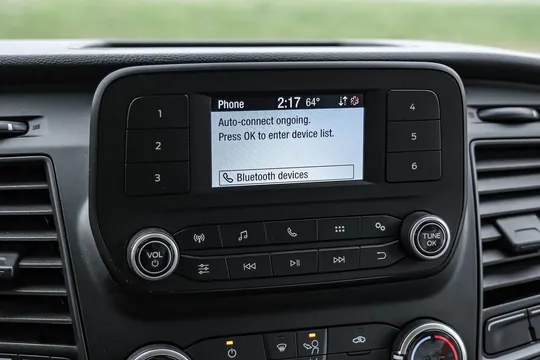 Phone 2:17 64°
Auto-connect ongoing.
Press OK to enter device list.
Bluetooth devices
1
2
3
4
5
6
VOL
TUNE
OK